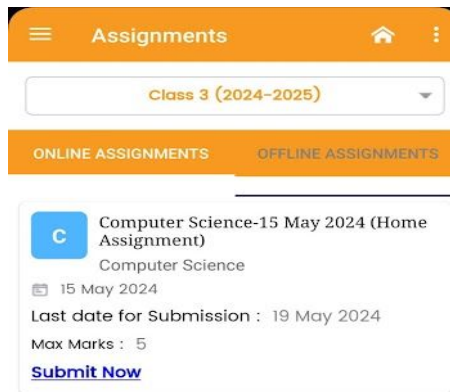 Assignments
Class 3 (2024-2025)
ONLINE ASSIGNMENTS OFFLINE ASSIGNMENTS
C
Computer Science-15 May 2024 (Home
Assignment)
Computer Science
15 May 2024
Last date for Submission : 19 May 2024
Max Marks : 5
Submit Now